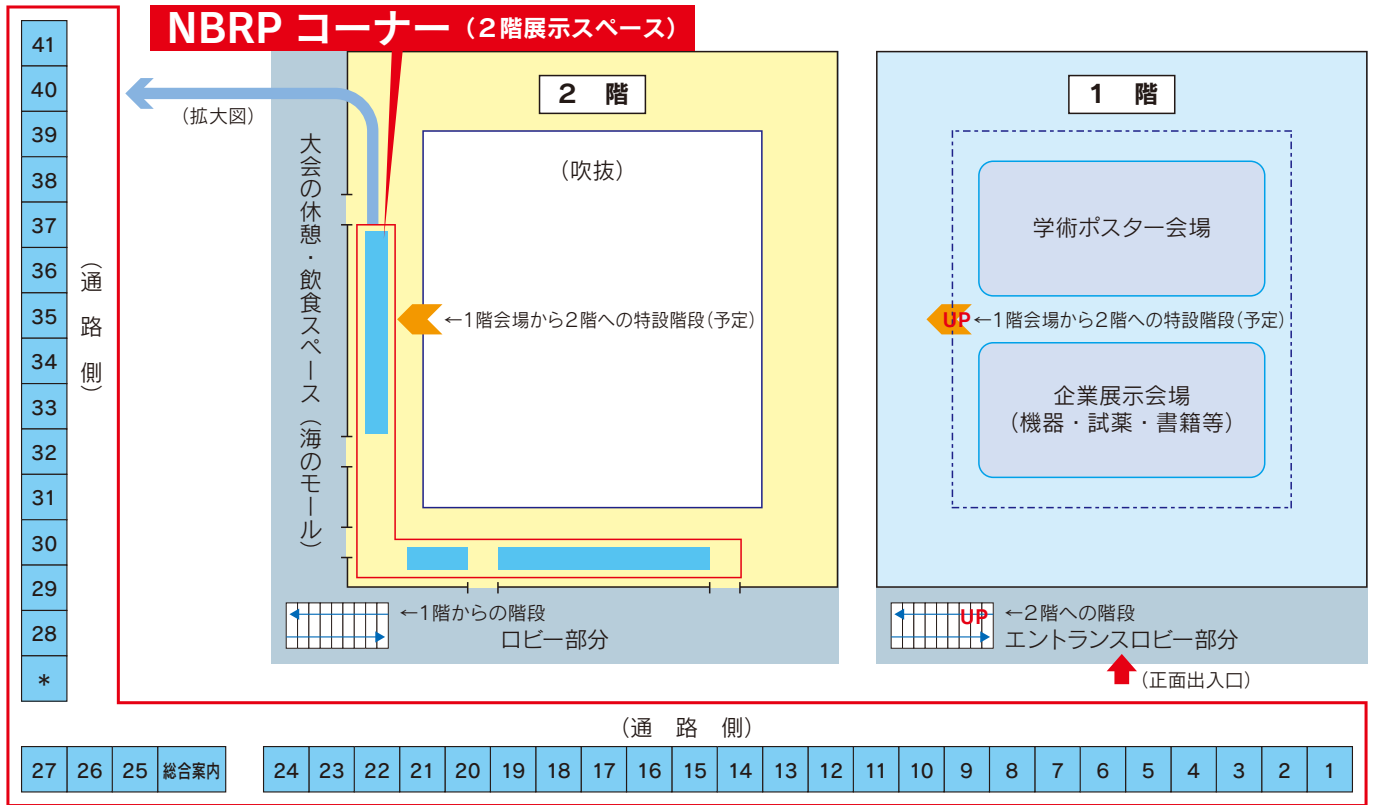 NBRP コーナー（２階展示スペース）
41
40
39
38
37
36
35
34
33
32
31
30
29
28
*
（通路側）
（拡大図）
大会の休憩・飲食スペース（海のモール）
２　階
（吹抜）
←１階会場から２階への特設階段（予定）
←１階からの階段
ロビー部分
１　階
学術ポスター会場
UP
←１階会場から２階への特設階段（予定）
企業展示会場
（機器・試薬・書籍等）
UP
←２階への階段
エントランスロビー部分
（正面出入口）
（通　路　側）
27 26 25 総合案内 24 23 22 21 20 19 18 17 16 15 14 13 12 11 10 9 8 7 6 5 4 3 2 1